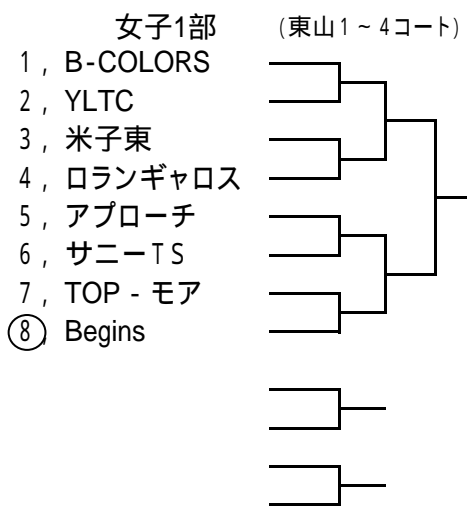 女子1部 (東山1~4コート)
1, B-COLORS
2, YLTC
3, 米子東
4, ロランギャロス
5, アプローチ
6, サニーTS
7, TOP - モア
8, Begins